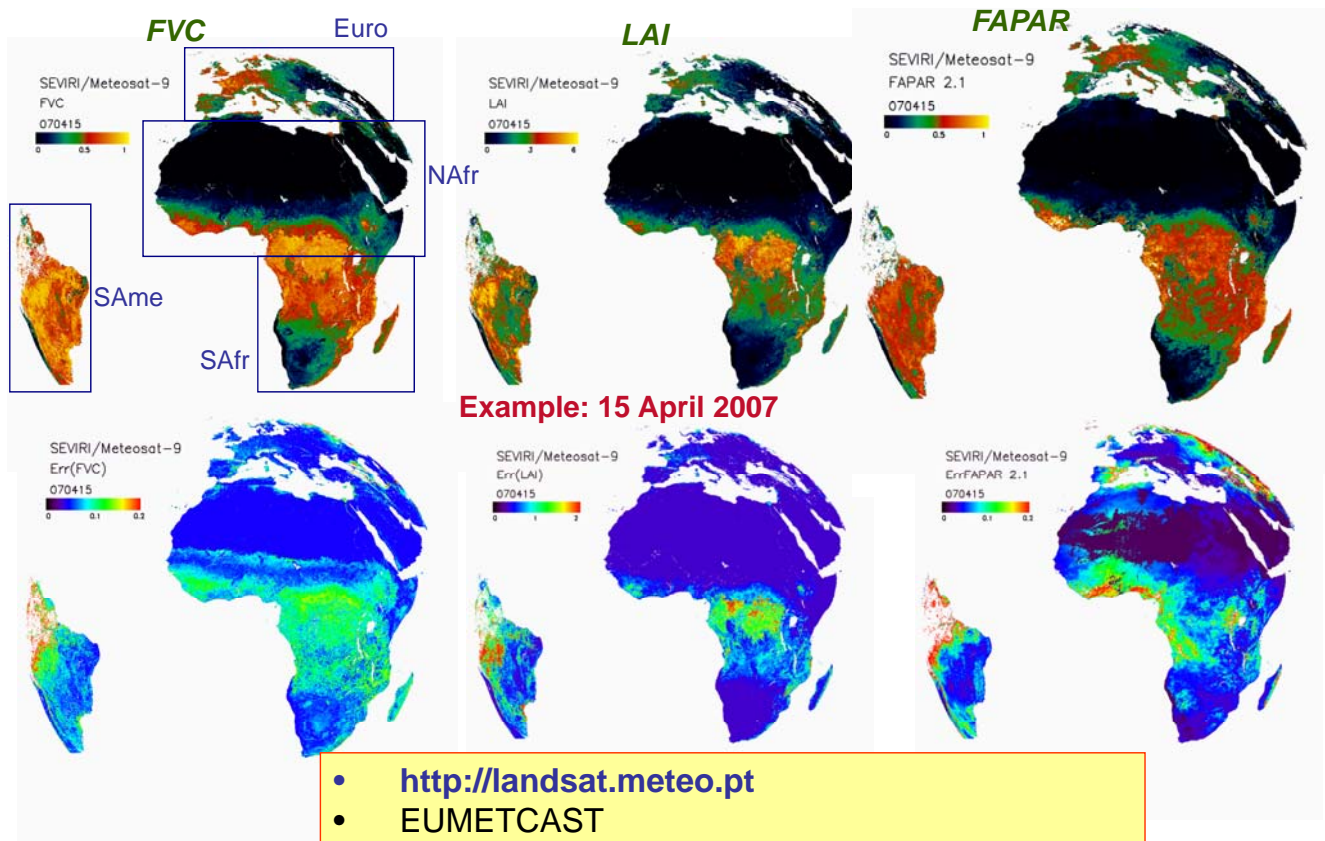 FVC
Euro
LAI
FAPAR
SEVIRI/Meteosat-9
FVC
070415
0 0.5 1
SEVIRI/Meteosat-9
LAI
070415
0 3 6
SEVIRI/Meteosat-9
FAPAR 2.1
070415
0 0.5 1
NAfr
SAme
SAfr
Example: 15 April 2007
SEVIRI/Meteosat-9
Err(FVC)
070415
0 0.1 0.2
SEVIRI/Meteosat-9
Err(LAI)
070415
0 1 2
SEVIRI/Meteosat-9
ErrFAPAR 2.1
070415
0 0.1 0.2
• http://landsat.meteo.pt
• EUMETCAST